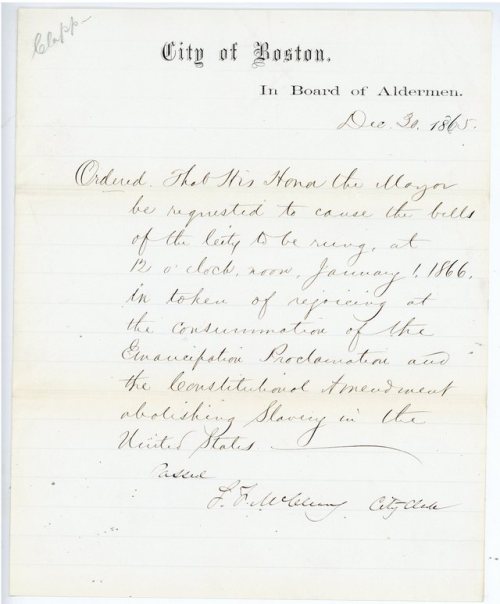 Clapp-
City of Boston.
In Board of Aldermen.
Dec. 30. 1865.
Ordered. That His Honor the Mayor
be requested to cause the bells
of the City to be rung, at
12 o'clock, noon, January 1, 1866,
in token of rejoicing at
the consummation of the
Emancipation Proclamation and
the Constitutional Amendment
abolishing Slavery in the
United States.
Passed
S. F. McCleary City Clerk